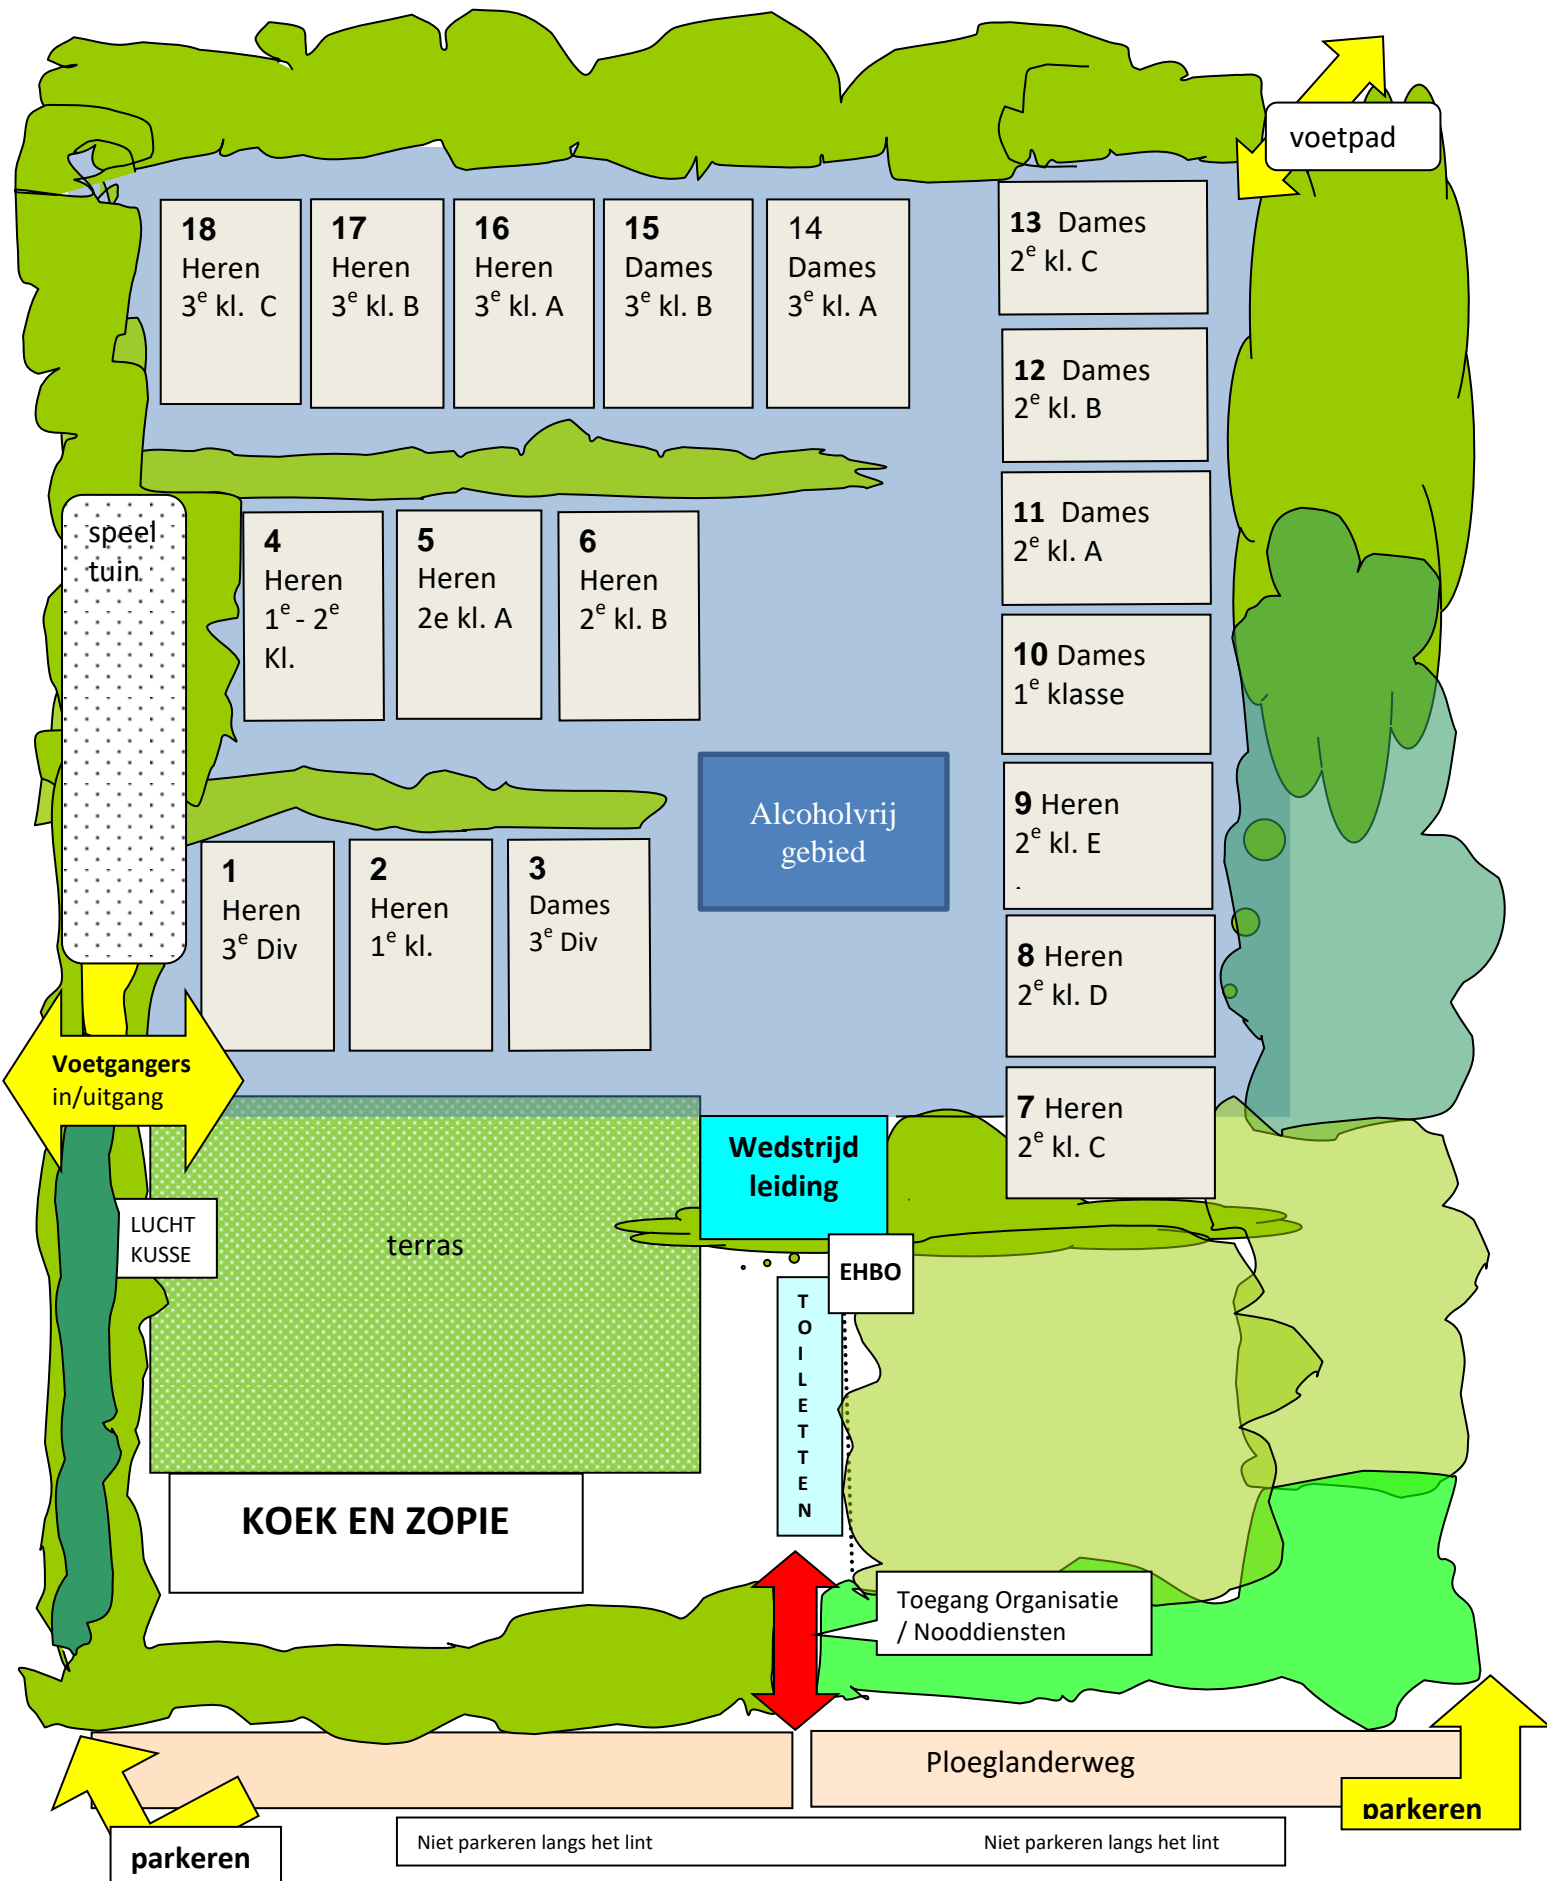 voetpad
18
Heren
3e kl. C
17
Heren
3e kl. B
16
Heren
3e kl. A
15
Dames
3e kl. B
14
Dames
3e kl. A
13 Dames
2e kl. C
12 Dames
2e kl. B
11 Dames
2e kl. A
speel
tuin
4
Heren
1e - 2e
Kl.
5
Heren
2e kl. A
6
Heren
2e kl. B
10 Dames
1e klasse
Alcoholvrij
gebied
9 Heren
2e kl. E
.
1
Heren
3e Div
2
Heren
1e kl.
3
Dames
3e Div
8 Heren
2e kl. D
Voetgangers
in/uitgang
7 Heren
2e kl. C
Wedstrijd
leiding
LUCHT
KUSSE
terras
EHBO
T
O
I
L
E
T
T
E
N
KOEK EN ZOPIE
Toegang Organisatie
/ Nooddiensten
Ploeglanderweg
parkeren
parkeren
Niet parkeren langs het lint Niet parkeren langs het lint